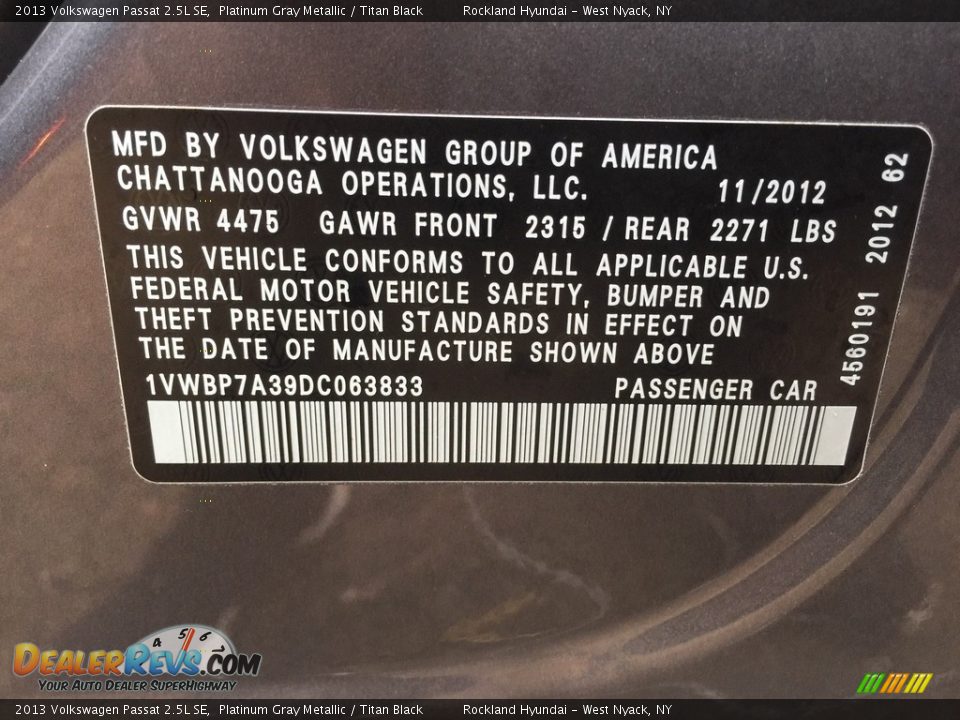 2013 Volkswagen Passat 2.5L SE,  Platinum Gray Metallic / Titan Black  Rockland Hyundai - West Nyack, NY
MFD BY VOLKSWAGEN GROUP OF AMERICA
CHATTANOOGA OPERATIONS, LLC.  11/2012
GVWR 4475  GAWR FRONT  2315 / REAR 2271 LBS
THIS VEHICLE CONFORMS TO ALL APPLICABLE U.S.
FEDERAL MOTOR VEHICLE SAFETY, BUMPER AND
THEFT PREVENTION STANDARDS IN EFFECT ON
THE DATE OF MANUFACTURE SHOWN ABOVE
1VWBP7A39DC063833  PASSENGER CAR
4560191 2012 62
4 5 6 7
DEALERREVS.COM
YOUR AUTO DEALER SUPERHIGHWAY
2013 Volkswagen Passat 2.5L SE,  Platinum Gray Metallic / Titan Black  Rockland Hyundai - West Nyack, NY